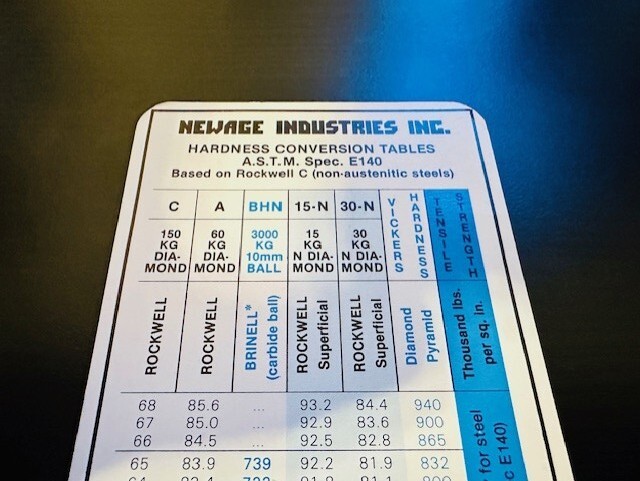 NEWAGE INDUSTRIES INC.
HARDNESS CONVERSION TABLES
A.S.T.M. Spec. E140
Based on Rockwell C (non-austenitic steels)
C A BHN 15-N 30-N VICKERS HARDNESS TENSILE STRENGTH
150 60 3000 15 30
KG KG KG KG KG
DIA- DIA- 10mm N DIA- N DIA-
MOND MOND BALL MOND MOND
ROCKWELL
ROCKWELL
BRINELL*
(carbide ball)
ROCKWELL
Superficial
ROCKWELL
Superficial
Diamond
Pyramid
Thousand lbs.
per sq. in.
68 85.6 ... 93.2 84.4 940
67 85.0 ... 92.9 83.6 900
66 84.5 ... 92.5 82.8 865
65 83.9 739 92.2 81.9 832
for steel
E140)